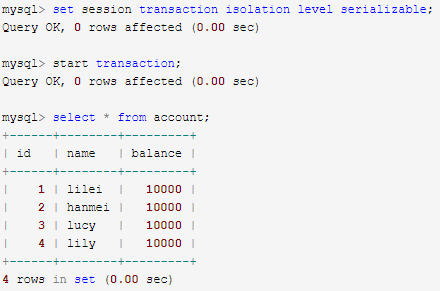 mysql> set session transaction isolation level serializable;
Query OK, 0 rows affected (0.00 sec)
mysql> start transaction;
Query OK, 0 rows affected (0.00 sec)
mysql> select * from account;
+------+--------+---------+
| id   | name   | balance |
+------+--------+---------+
|    1 | lilei  |   10000 |
|    2 | hanmei |   10000 |
|    3 | lucy   |   10000 |
|    4 | lily   |   10000 |
+------+--------+---------+
4 rows in set (0.00 sec)